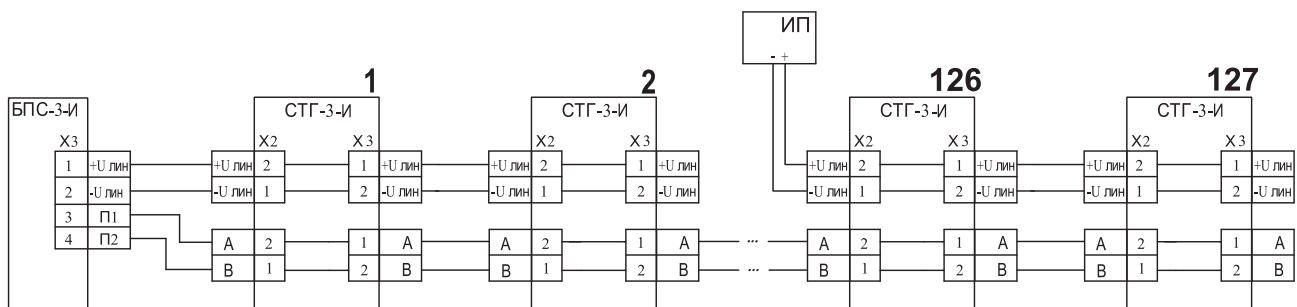 ИП
- +
1 2 126 127
БПС-3-И СТГ-3-И СТГ-3-И СТГ-3-И СТГ-3-И
X3 X2 X3 X2 X3 X2 X3 X2 X3
1 +U лин +U лин 2 1 +U лин +U лин 2 1 +U лин +U лин 2 1 +U лин +U лин 2 1 +U лин
2 -U лин -U лин 1 2 -U лин -U лин 1 2 -U лин -U лин 1 2 -U лин -U лин 1 2 -U лин
3 П1
4 П2
A 2 1 A A 2 1 A ... A 2 1 A A 2 1 A
B 1 2 B B 1 2 B ... B 1 2 B B 1 2 B